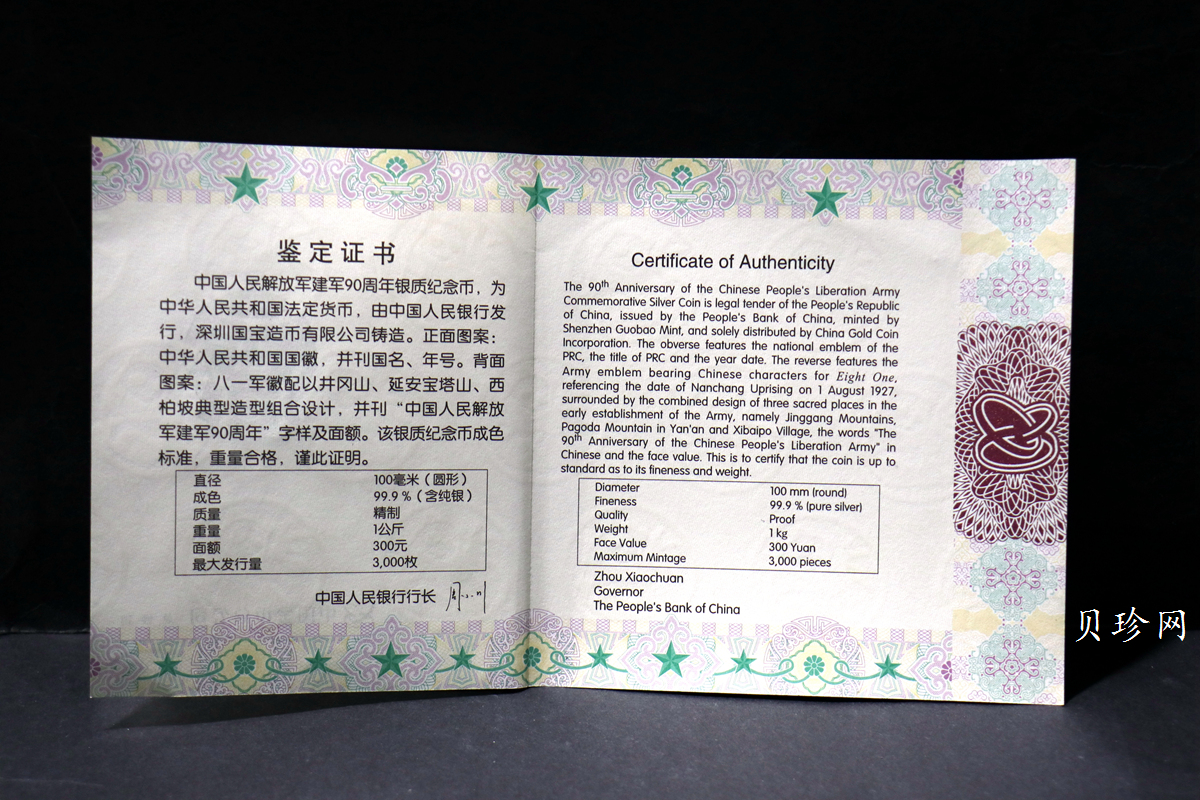 鉴定证书
中国人民解放军建军90周年银质纪念币，为
中华人民共和国法定货币，由中国人民银行发
行，深圳国宝造币有限公司铸造。正面图案：
中华人民共和国国徽，并刊国名、年号。背面
图案：八一军徽配以井冈山、延安宝塔山、西
柏坡典型造型组合设计，并刊“中国人民解放
军建军90周年”字样及面额。该银质纪念币成色
标准，重量合格，谨此证明。
直径 100毫米（圆形）
成色 99.9％（含纯银）
质量 精制
重量 1公斤
面额 300元
最大发行量 3,000枚
中国人民银行行长
Certificate of Authenticity
The 90th Anniversary of the Chinese People's Liberation Army
Commemorative Silver Coin is legal tender of the People's Republic
of China, issued by the People's Bank of China, minted by
Shenzhen Guobao Mint, and solely distributed by China Gold Coin
Incorporation. The obverse features the national emblem of the
PRC, the title of PRC and the year date. The reverse features the
Army emblem bearing Chinese characters for Eight One,
referencing the date of Nanchang Uprising on 1 August 1927,
surrounded by the combined design of three sacred places in the
early establishment of the Army, namely Jinggang Mountains,
Pagoda Mountain in Yan'an and Xibaipo Village, the words "The
90th Anniversary of the Chinese People's Liberation Army" in
Chinese and the face value. This is to certify that the coin is up to
standard as to its fineness and weight.
Diameter 100 mm (round)
Fineness 99.9 % (pure silver)
Quality Proof
Weight 1 kg
Face Value 300 Yuan
Maximum Mintage 3,000 pieces
Zhou Xiaochuan
Governor
The People's Bank of China
贝珍网